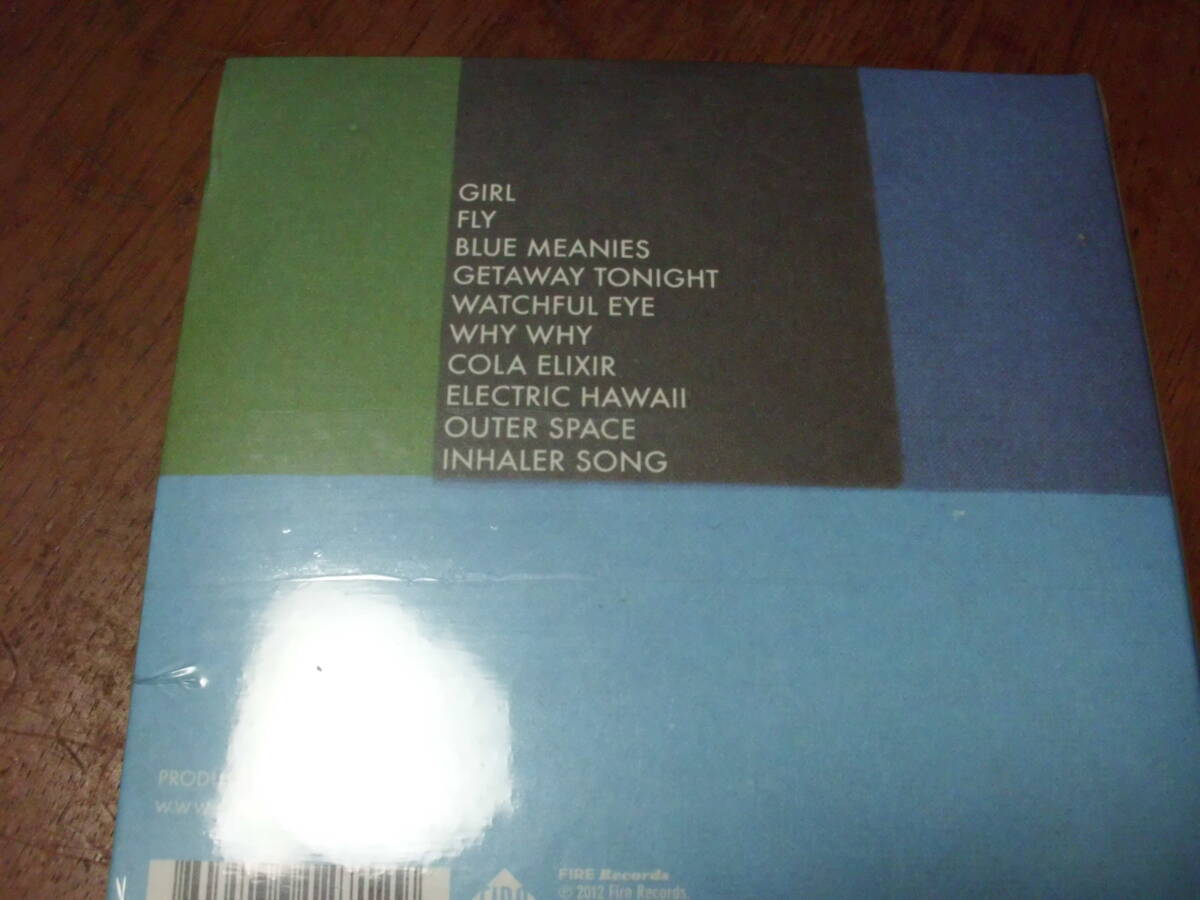 GIRL
FLY
BLUE MEANIES
GETAWAY TONIGHT
WATCHFUL EYE
WHY WHY
COLA ELIXIR
ELECTRIC HAWAII
OUTER SPACE
INHALER SONG
FIRE Records
℗ 2012 Fire Records.